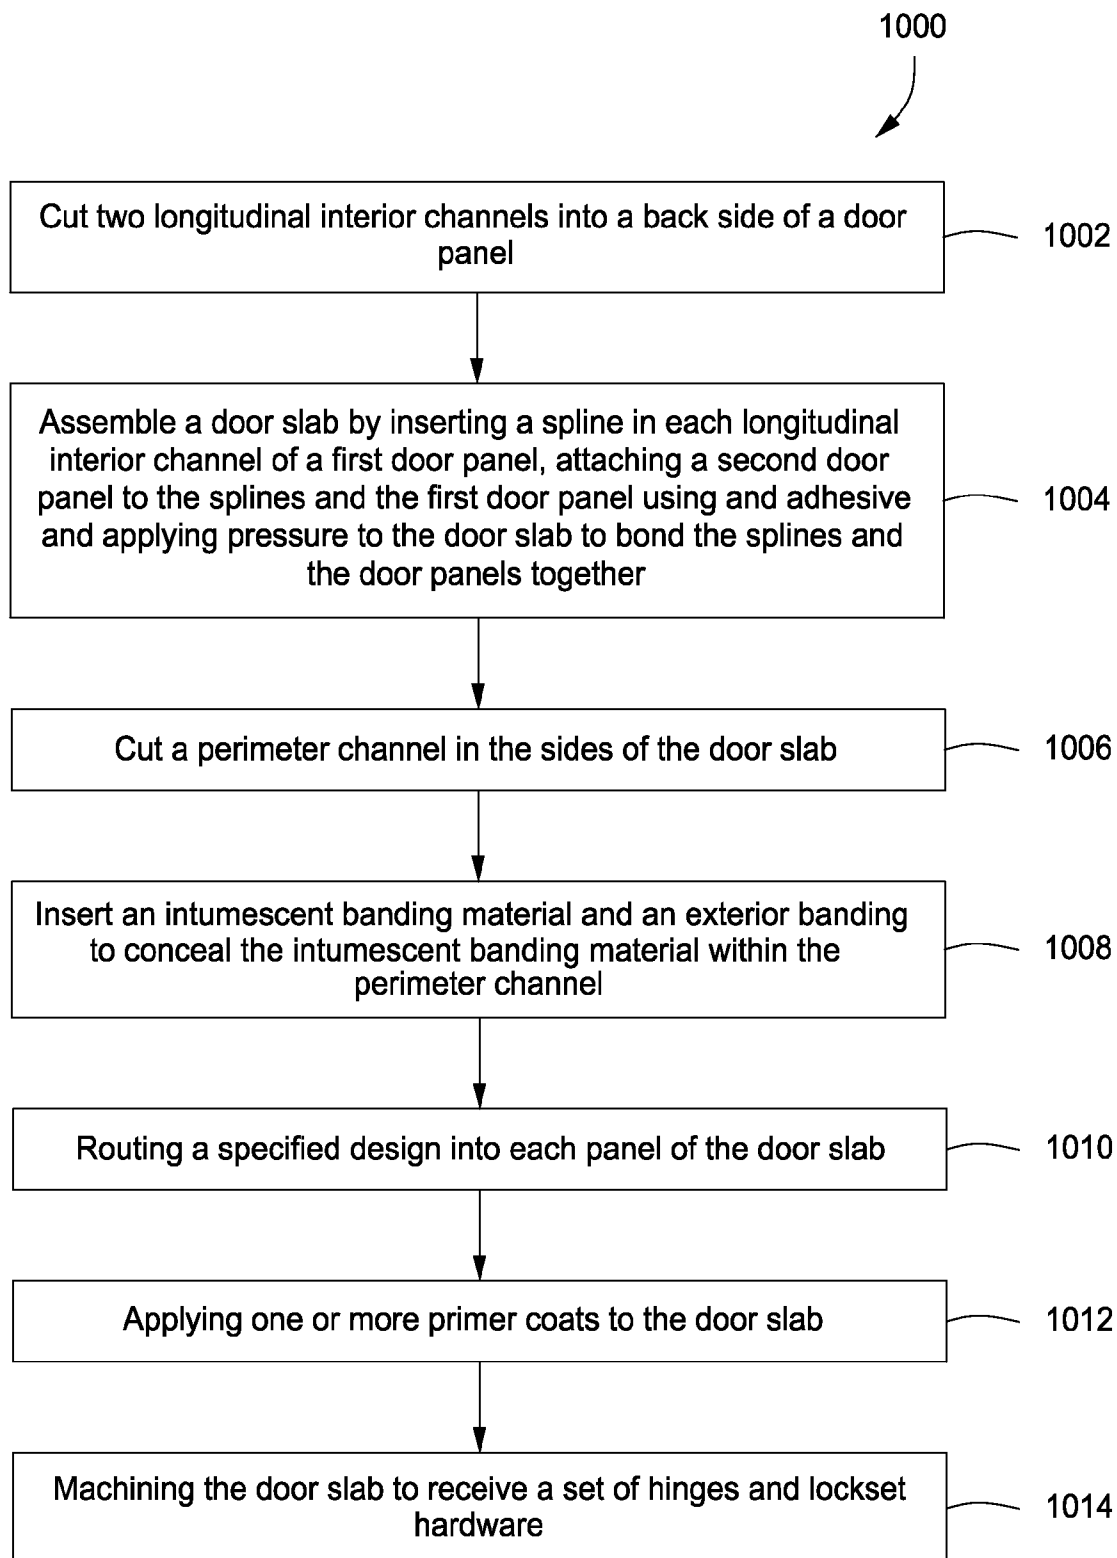 1000
Cut two longitudinal interior channels into a back side of a door
panel
1002
Assemble a door slab by inserting a spline in each longitudinal
interior channel of a first door panel, attaching a second door
panel to the splines and the first door panel using and adhesive
and applying pressure to the door slab to bond the splines and
the door panels together
1004
Cut a perimeter channel in the sides of the door slab
1006
Insert an intumescent banding material and an exterior banding
to conceal the intumescent banding material within the
perimeter channel
1008
Routing a specified design into each panel of the door slab
1010
Applying one or more primer coats to the door slab
1012
Machining the door slab to receive a set of hinges and lockset
hardware
1014